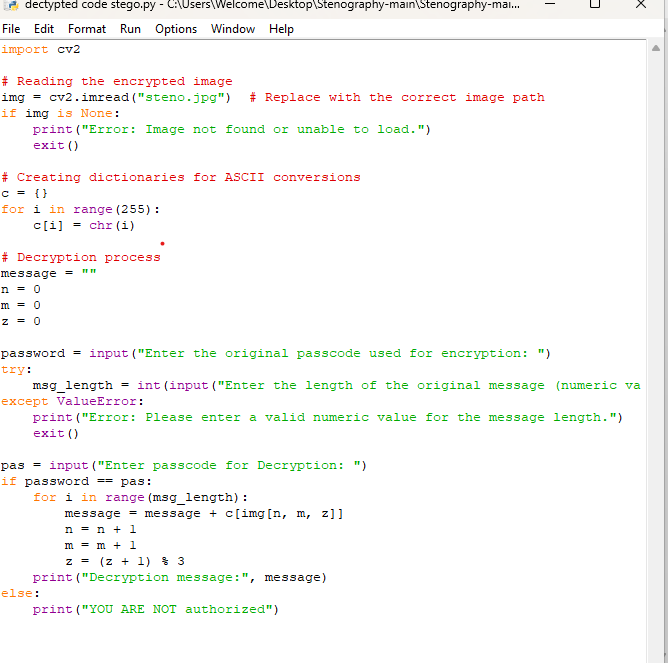 dectypted code stego.py - C:\Users\Welcome\Desktop\Stenography-main\Stenography-mai...
File Edit Format Run Options Window Help
import cv2
# Reading the encrypted image
img = cv2.imread("steno.jpg")  # Replace with the correct image path
if img is None:
    print("Error: Image not found or unable to load.")
    exit()
# Creating dictionaries for ASCII conversions
c = {}
for i in range(255):
    c[i] = chr(i)
# Decryption process
message = ""
n = 0
m = 0
z = 0
password = input("Enter the original passcode used for encryption: ")
try:
    msg_length = int(input("Enter the length of the original message (numeric va
except ValueError:
    print("Error: Please enter a valid numeric value for the message length.")
    exit()
pas = input("Enter passcode for Decryption: ")
if password == pas:
    for i in range(msg_length):
        message = message + c[img[n, m, z]]
        n = n + 1
        m = m + 1
        z = (z + 1) % 3
    print("Decryption message:", message)
else:
    print("YOU ARE NOT authorized")